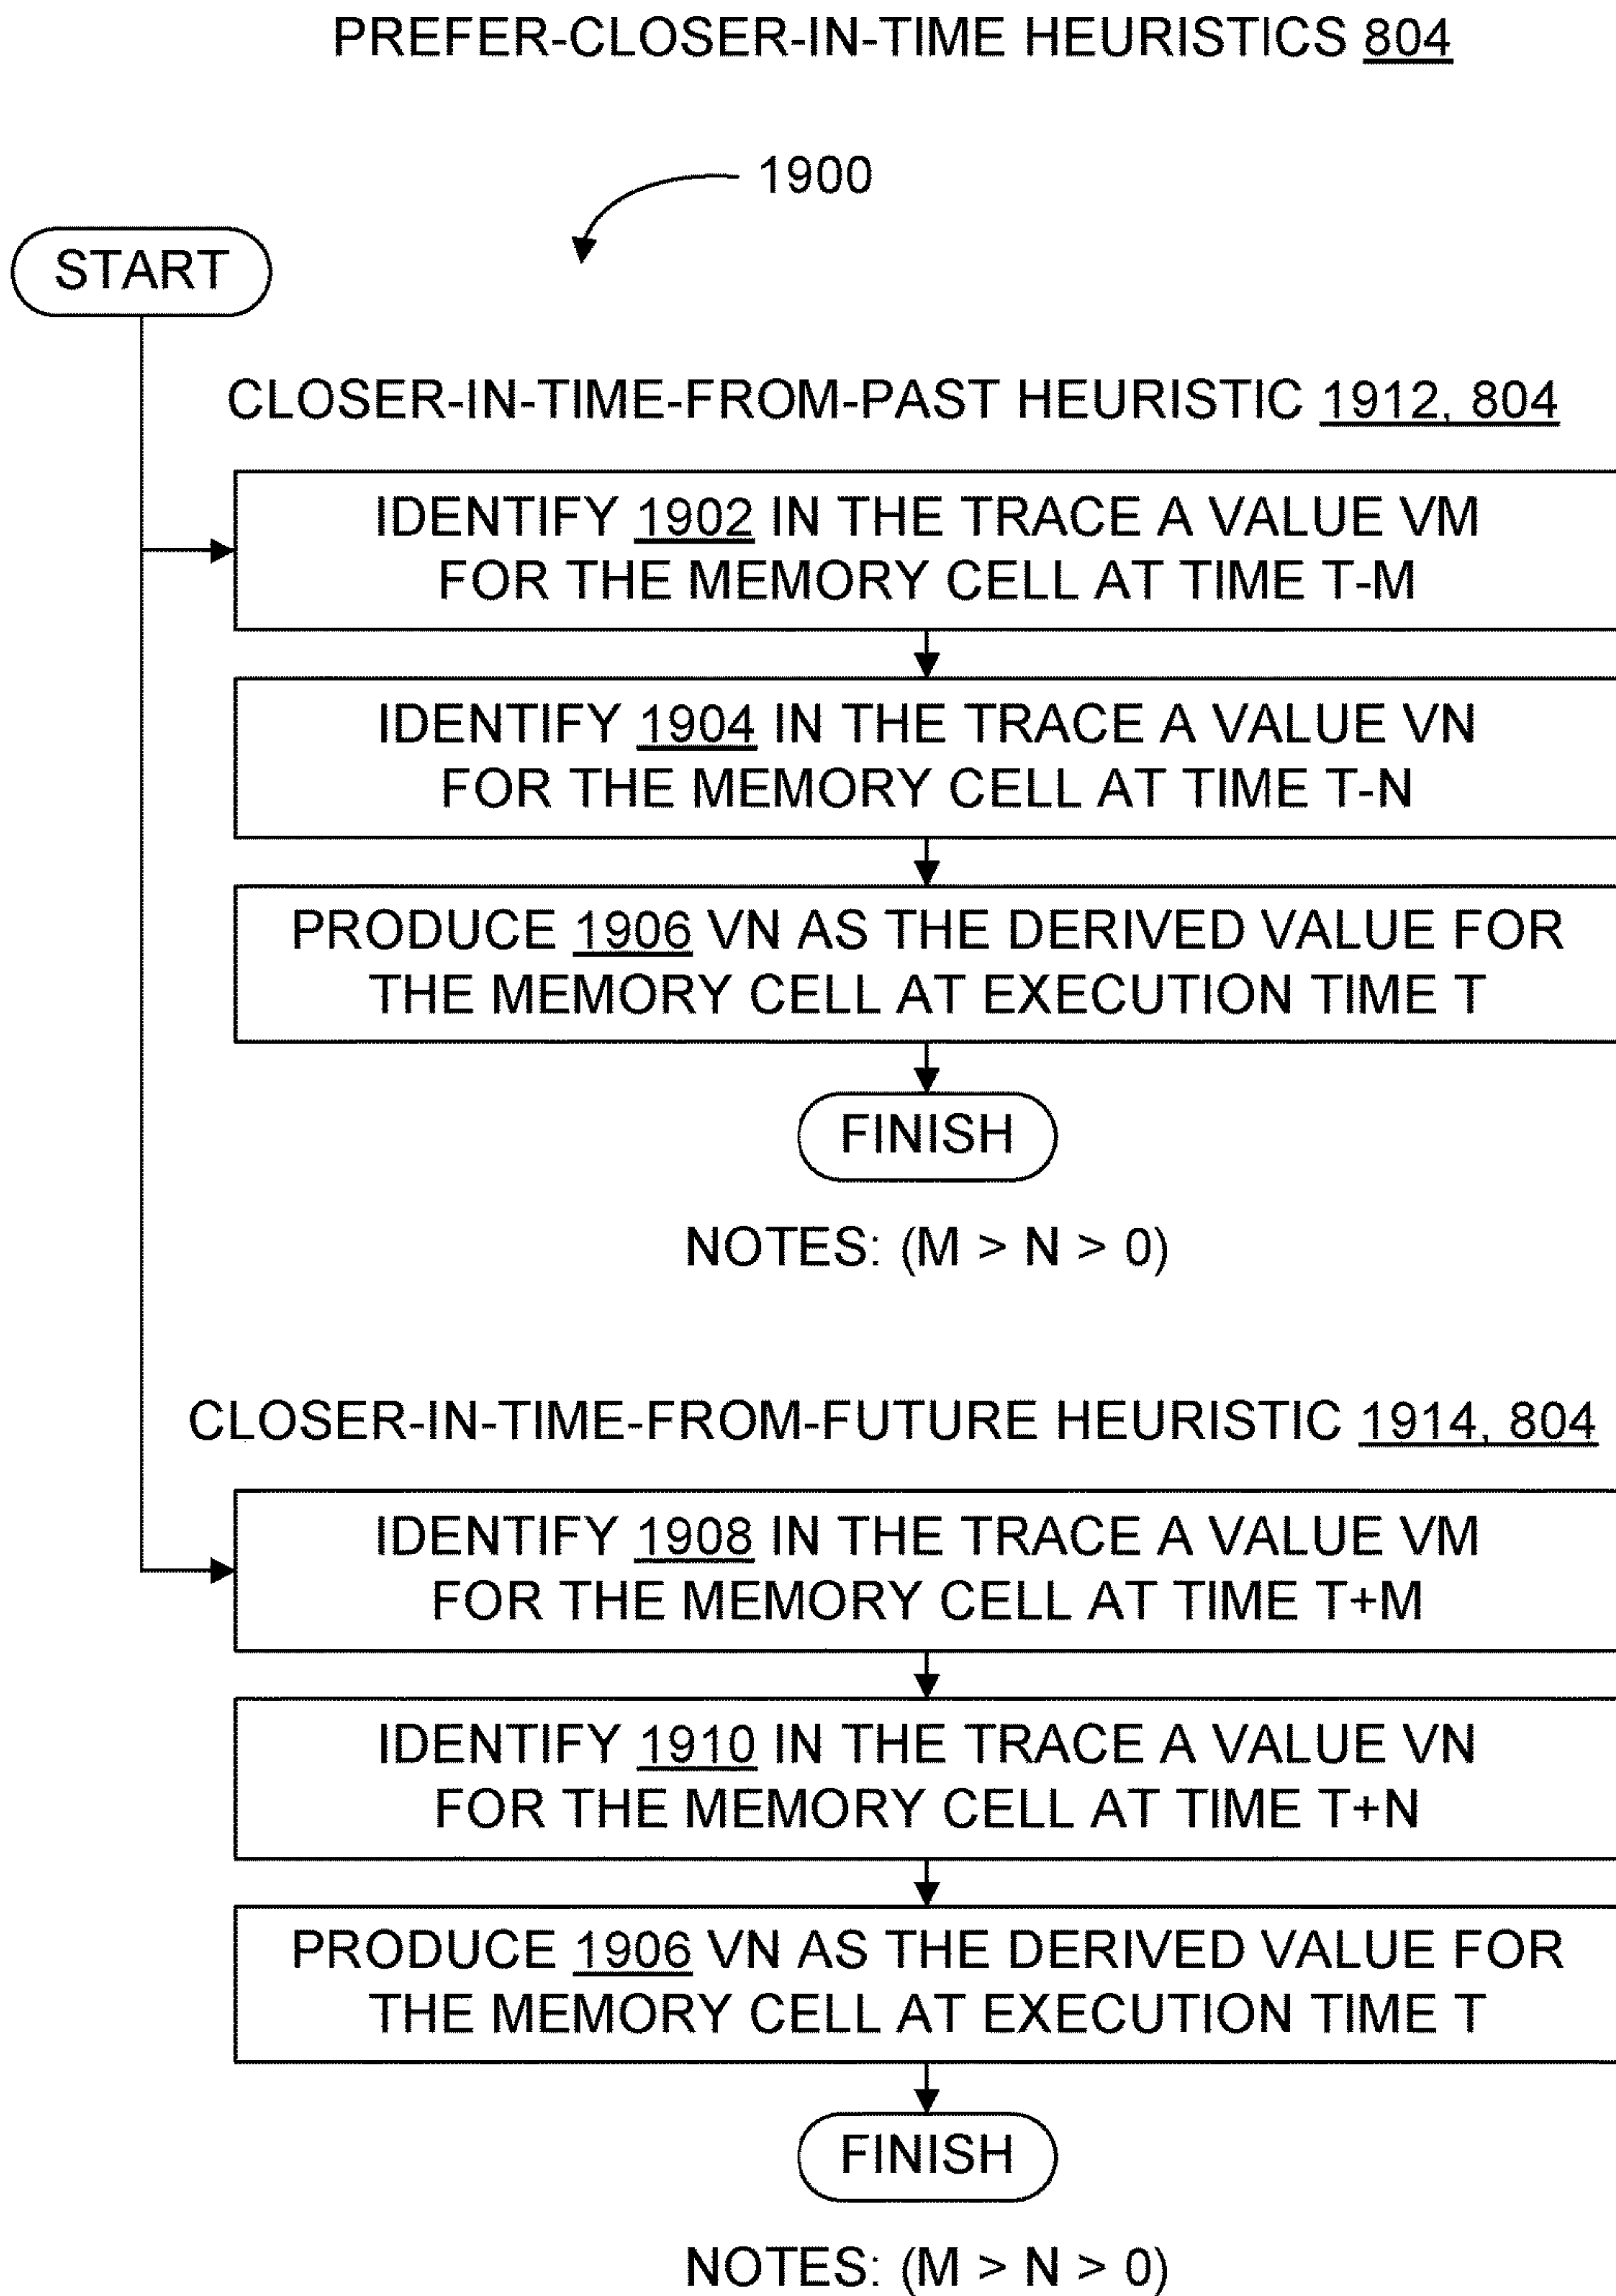 PREFER-CLOSER-IN-TIME HEURISTICS 804
1900
START
CLOSER-IN-TIME-FROM-PAST HEURISTIC 1912, 804
IDENTIFY 1902 IN THE TRACE A VALUE VM
FOR THE MEMORY CELL AT TIME T-M
IDENTIFY 1904 IN THE TRACE A VALUE VN
FOR THE MEMORY CELL AT TIME T-N
PRODUCE 1906 VN AS THE DERIVED VALUE FOR
THE MEMORY CELL AT EXECUTION TIME T
FINISH
NOTES: (M > N > 0)
CLOSER-IN-TIME-FROM-FUTURE HEURISTIC 1914, 804
IDENTIFY 1908 IN THE TRACE A VALUE VM
FOR THE MEMORY CELL AT TIME T+M
IDENTIFY 1910 IN THE TRACE A VALUE VN
FOR THE MEMORY CELL AT TIME T+N
PRODUCE 1906 VN AS THE DERIVED VALUE FOR
THE MEMORY CELL AT EXECUTION TIME T
FINISH
NOTES: (M > N > 0)